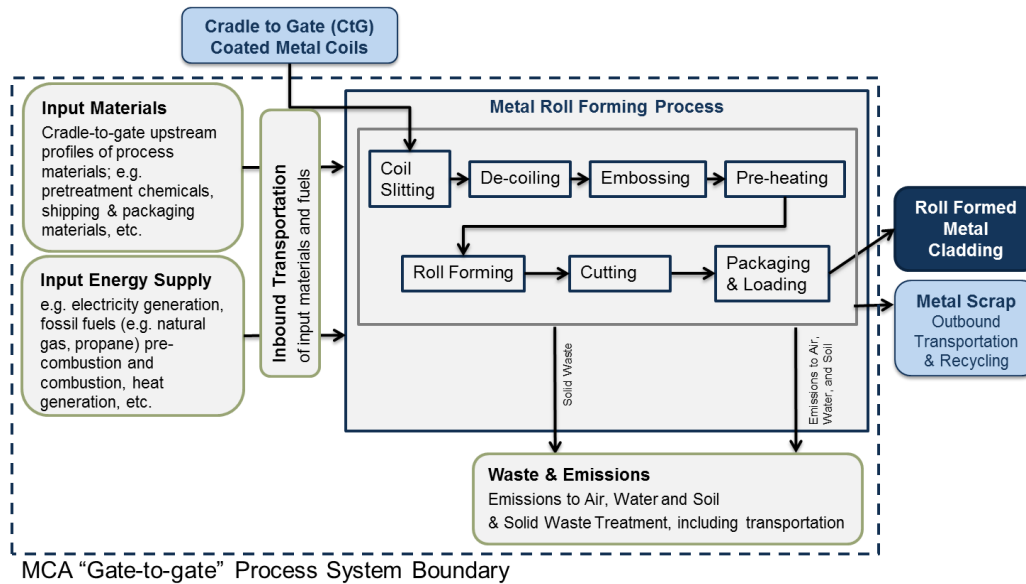 Cradle to Gate (CtG)
Coated Metal Coils
Input Materials
Cradle-to-gate upstream
profiles of process
materials; e.g.
pretreatment chemicals,
shipping & packaging
materials, etc.
Input Energy Supply
e.g. electricity generation,
fossil fuels (e.g. natural
gas, propane) pre-
combustion and
combustion, heat
generation, etc.
Inbound Transportation
of input materials and fuels
Metal Roll Forming Process
Coil
Slitting
De-coiling
Embossing
Pre-heating
Roll Forming
Cutting
Packaging
& Loading
Roll Formed
Metal
Cladding
Metal Scrap
Outbound
Transportation
& Recycling
Solid Waste
Emissions to Air,
Water, and Soil
Waste & Emissions
Emissions to Air, Water and Soil
& Solid Waste Treatment, including transportation
MCA “Gate-to-gate” Process System Boundary